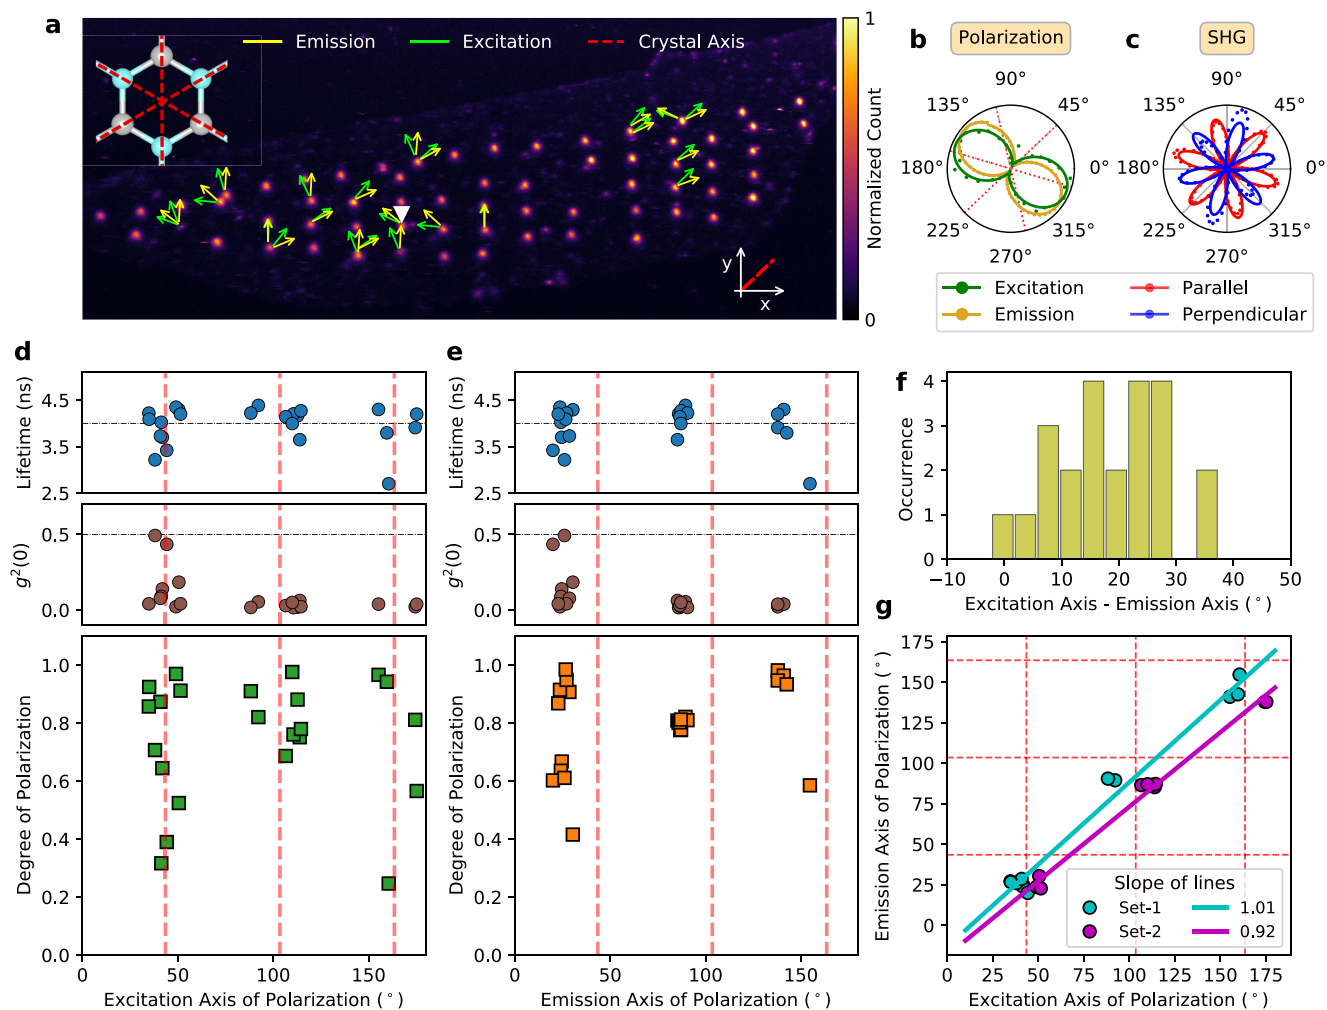 a
Emission
Excitation
Crystal Axis
y
x
1
0
Normalized Count
b
Polarization
90°
135°
45°
180°
0°
225°
315°
270°
c
SHG
90°
135°
45°
180°
0°
225°
315°
270°
Excitation
Emission
Parallel
Perpendicular
d
Lifetime (ns)
4.5
3.5
2.5
g²(0)
0.5
0.0
Degree of Polarization
1.0
0.8
0.6
0.4
0.2
0.0
0 50 100 150
Excitation Axis of Polarization (°)
e
Lifetime (ns)
4.5
3.5
2.5
g²(0)
0.5
0.0
Degree of Polarization
1.0
0.8
0.6
0.4
0.2
0.0
0 50 100 150
Emission Axis of Polarization (°)
f
Occurrence
4
3
2
1
0
−10 0 10 20 30 40 50
Excitation Axis - Emission Axis (°)
g
Emission Axis of Polarization (°)
175
150
125
100
75
50
25
0
Slope of lines
Set-1 1.01
Set-2 0.92
0 25 50 75 100 125 150 175
Excitation Axis of Polarization (°)